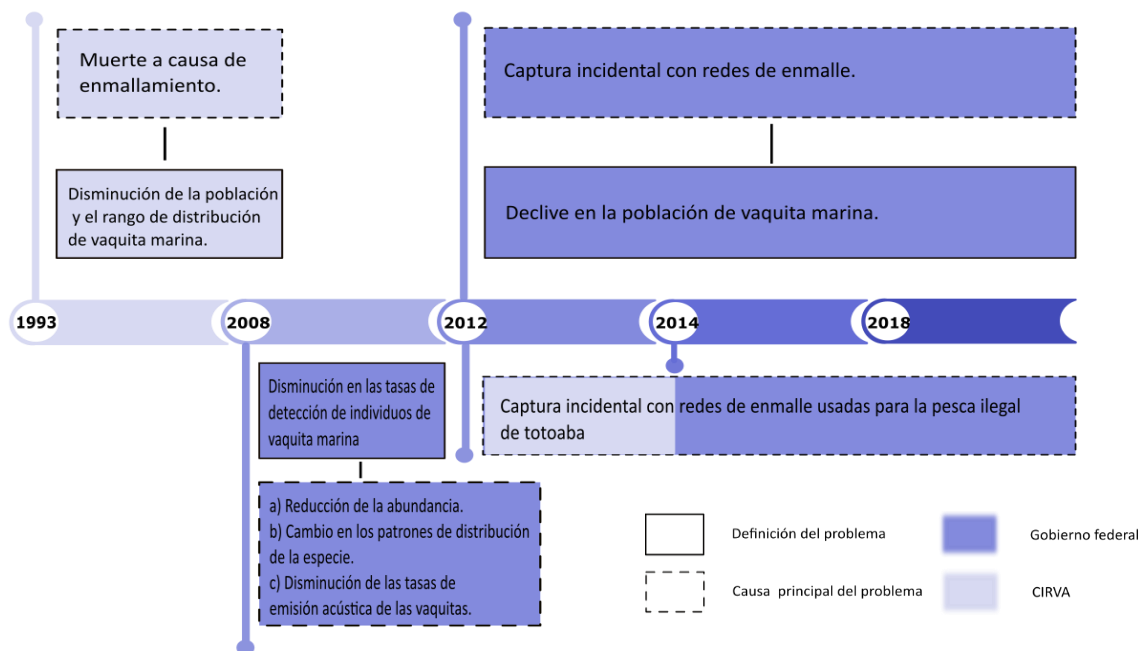 Muerte a causa de
enmallamiento.
Captura incidental con redes de enmalle.
Disminución de la población
y el rango de distribución
de vaquita marina.
Declive en la población de vaquita marina.
1993
2008
2012
2014
2018
Disminución en las tasas de
detección de individuos de
vaquita marina
Captura incidental con redes de enmalle usadas para la pesca ilegal
de totoaba
a) Reducción de la abundancia.
b) Cambio en los patrones de distribución
de la especie.
c) Disminución de las tasas de
emisión acústica de las vaquitas.
Definición del problema
Gobierno federal
Causa principal del problema
CIRVA